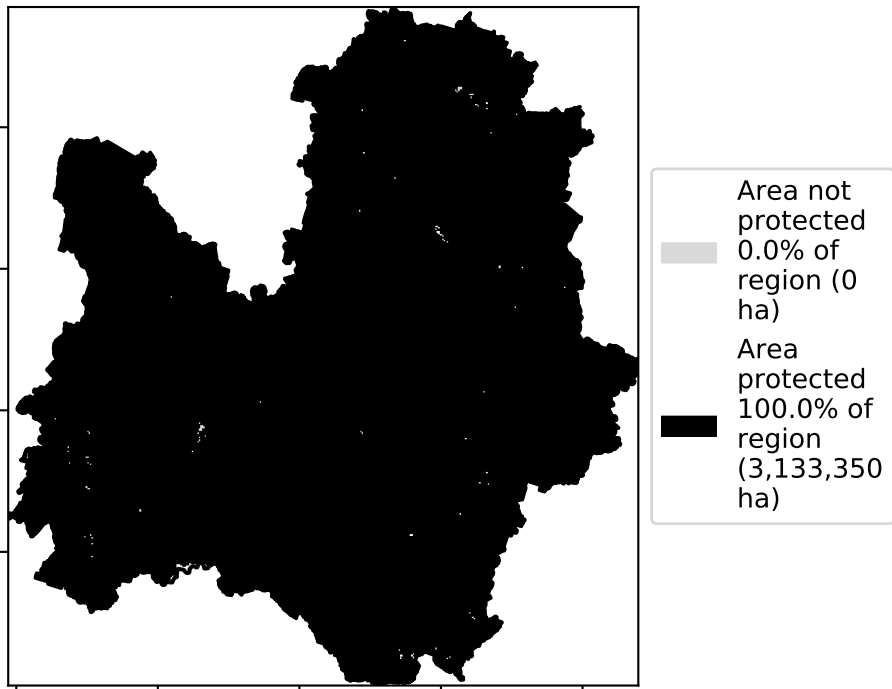 Area not
protected
0.0% of
region (0
ha)
Area
protected
100.0% of
region
(3,133,350
ha)